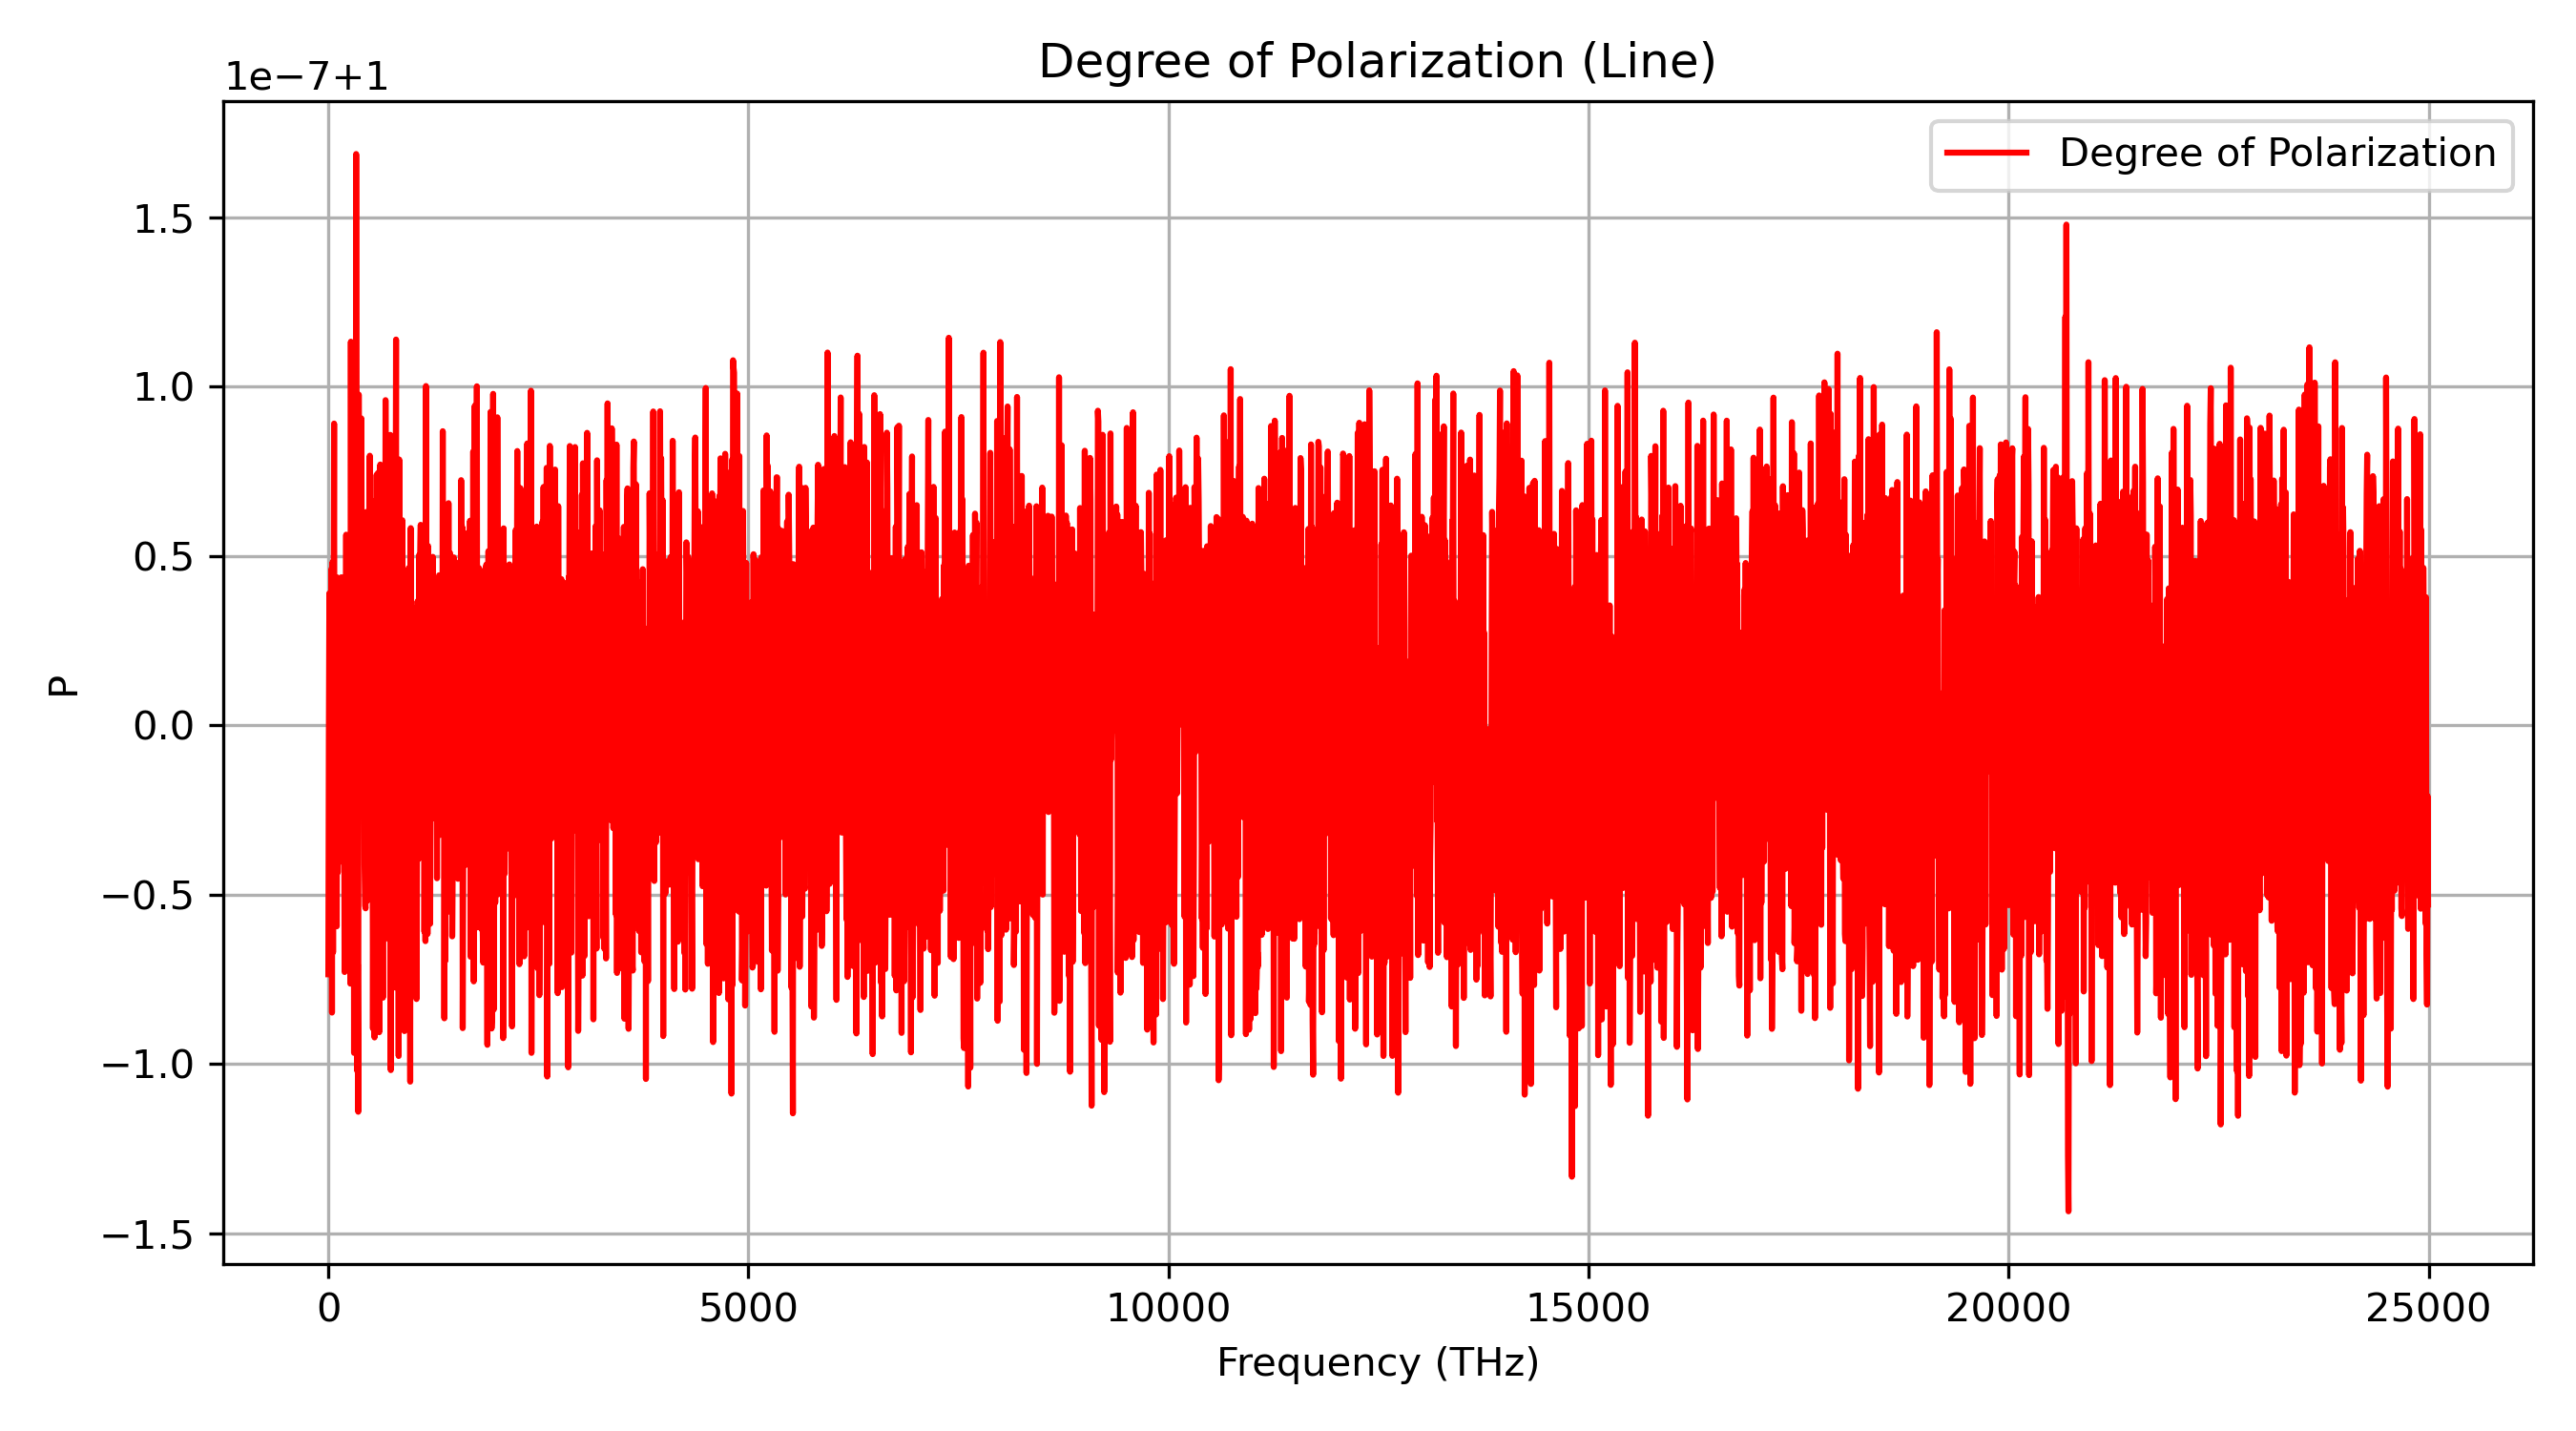 Degree of Polarization (Line)
1e−7+1
Degree of Polarization
1.5
1.0
0.5
0.0
−0.5
−1.0
−1.5
P
0 5000 10000 15000 20000 25000
Frequency (THz)